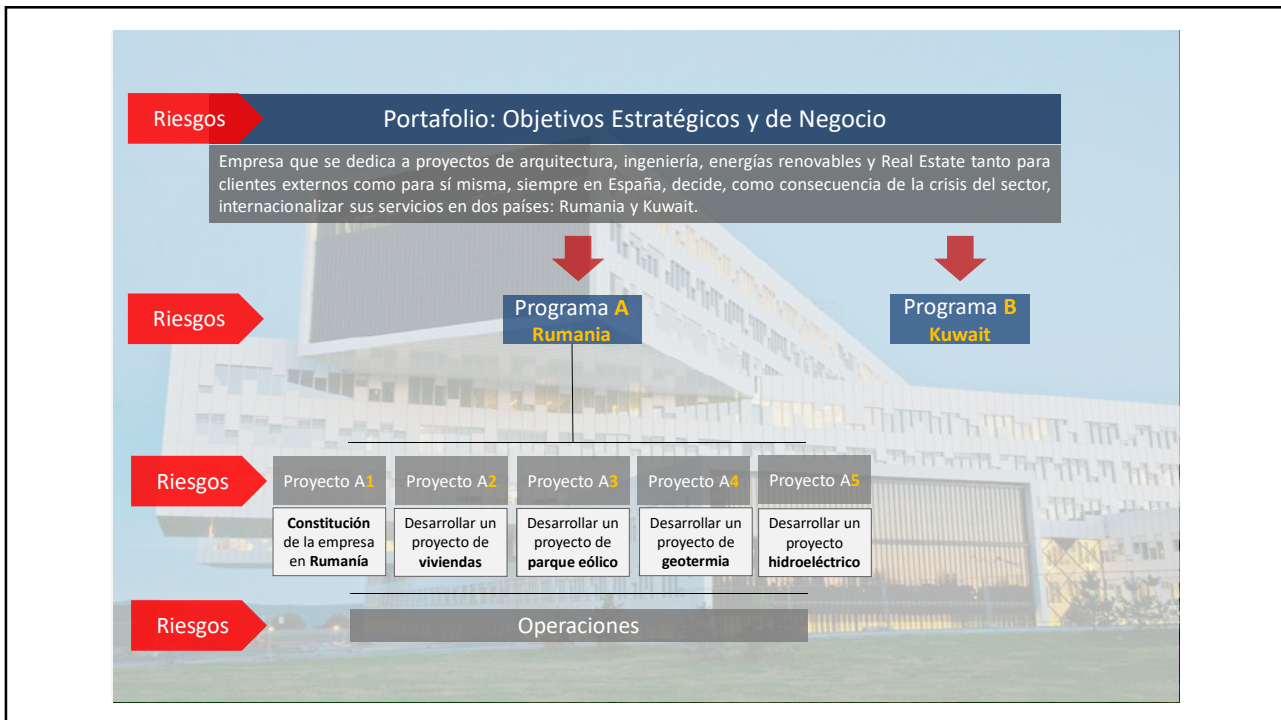 Riesgos
Portafolio: Objetivos Estratégicos y de Negocio
Empresa que se dedica a proyectos de arquitectura, ingeniería, energías renovables y Real Estate tanto para
clientes externos como para sí misma, siempre en España, decide, como consecuencia de la crisis del sector,
internacionalizar sus servicios en dos países: Rumania y Kuwait.
Riesgos
Programa A
Rumania
Programa B
Kuwait
Riesgos
Proyecto A1
Constitución
de la empresa
en Rumanía
Proyecto A2
Desarrollar un
proyecto de
viviendas
Proyecto A3
Desarrollar un
proyecto de
parque eólico
Proyecto A4
Desarrollar un
proyecto de
geotermia
Proyecto A5
Desarrollar un
proyecto
hidroeléctrico
Riesgos
Operaciones